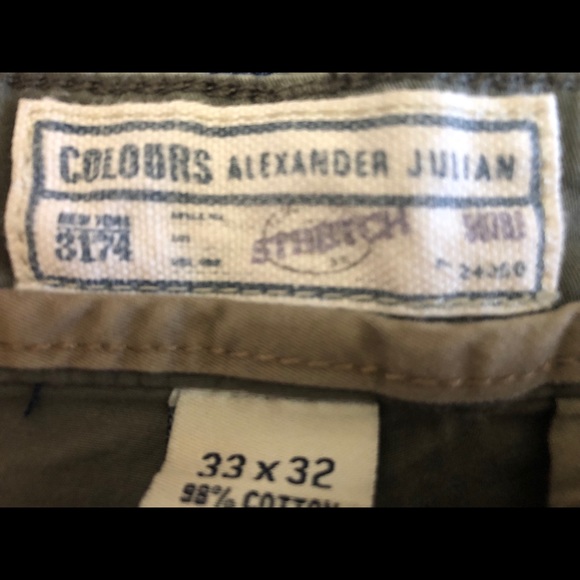 COLOURS ALEXANDER JULIAN
NEW YORK
3174
STRETCH
33 x 32
98% COTTON